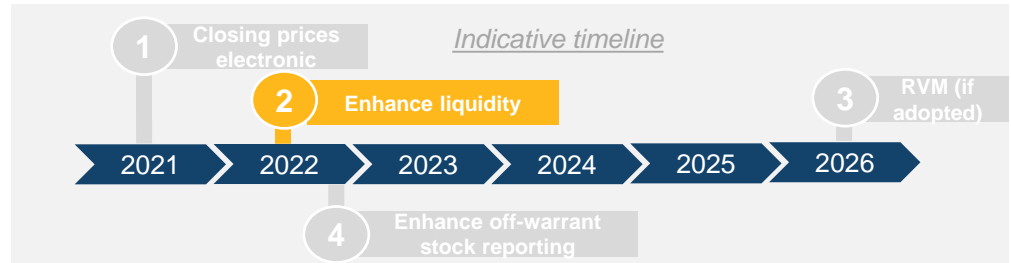 1
Closing prices
electronic
Indicative timeline
2
Enhance liquidity
3
RVM (if
adopted)
2021
2022
2023
2024
2025
2026
4
Enhance off-warrant
stock reporting